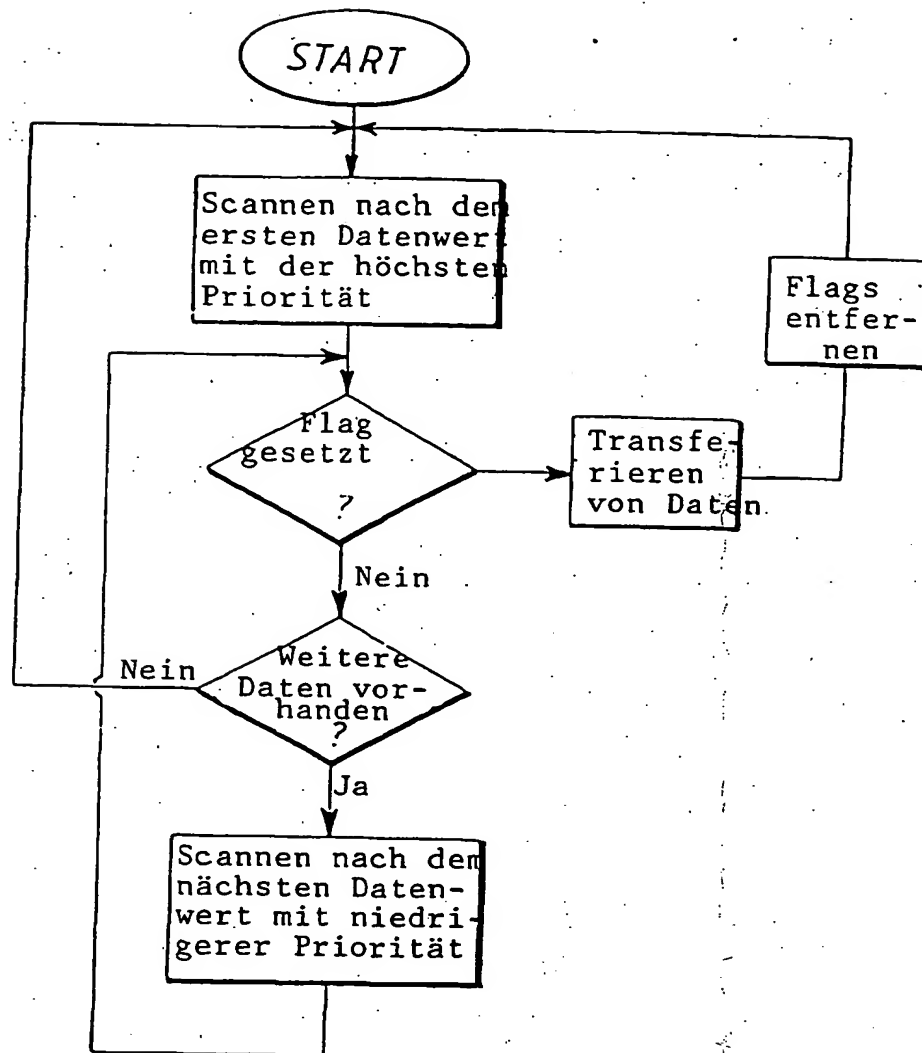 START
Scannen nach dem
ersten Datenwert
mit der höchsten
Priorität
Flags
entfer-
nen
Flag
gesetzt
?
Transfe-
rieren
von Daten
Nein
Weitere
Daten vor-
handen
?
Nein
Ja
Scannen nach dem
nächsten Daten-
wert mit niedri-
gerer Priorität